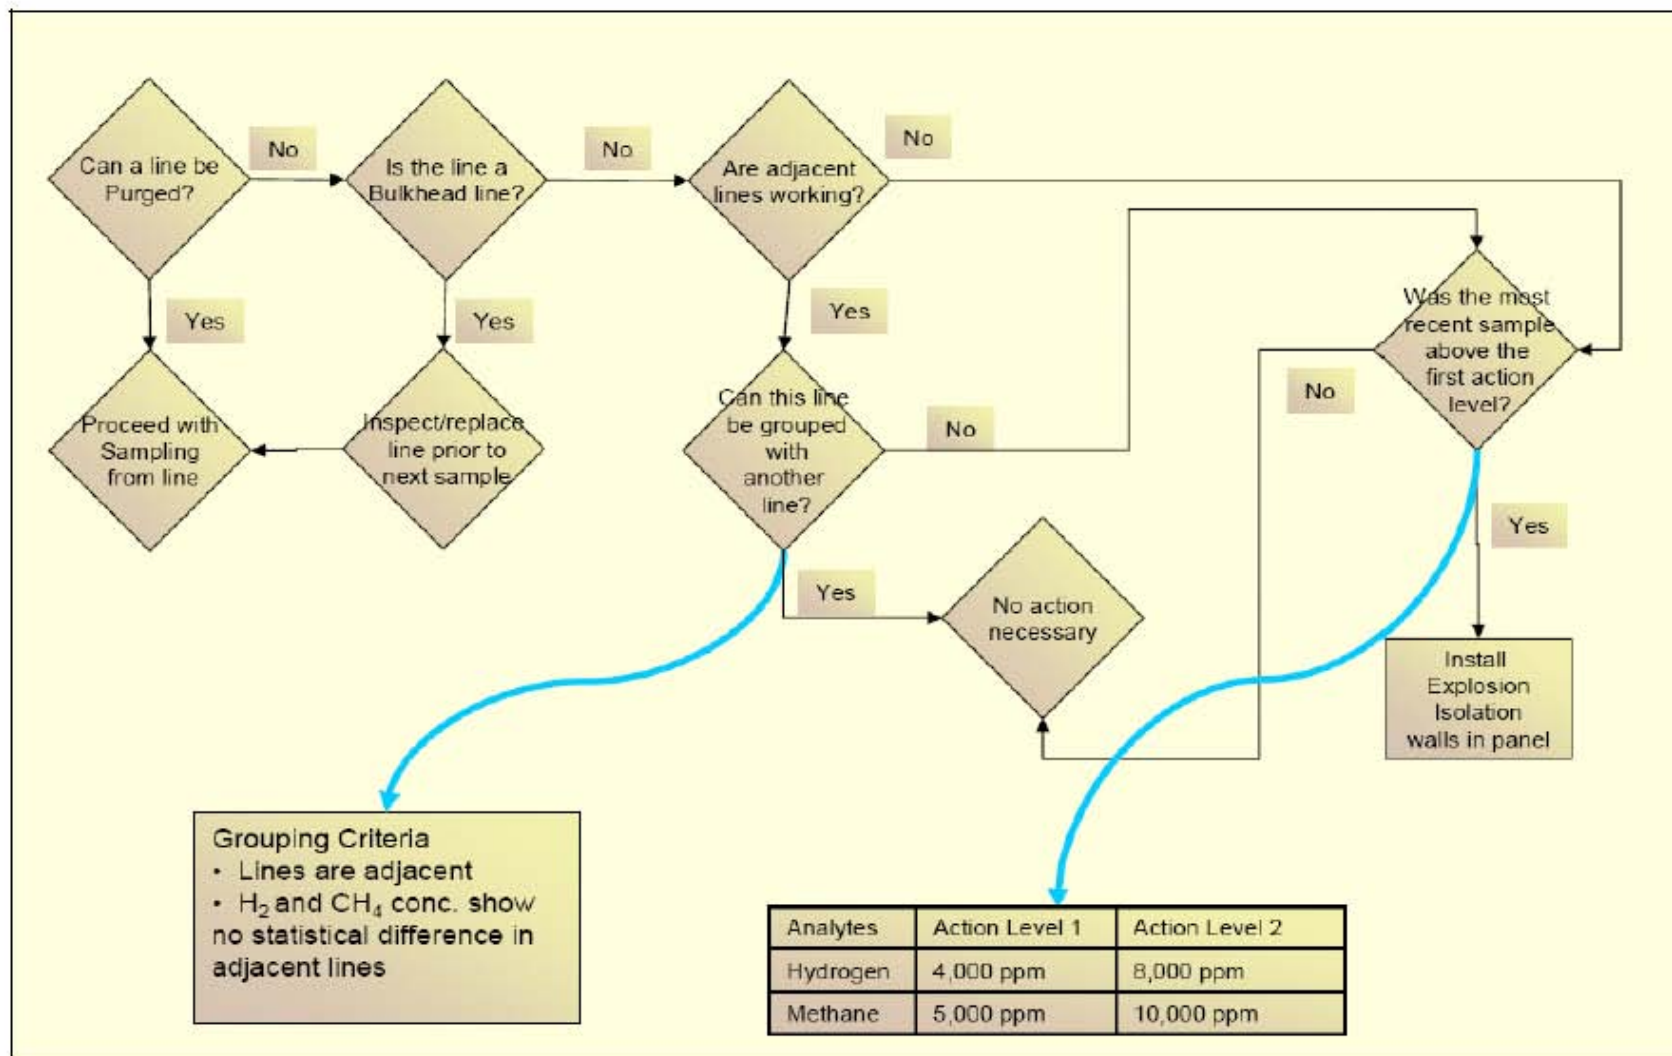 Can a line be
Purged?
No
Is the line a
Bulkhead line?
No
Are adjacent
lines working?
No
Yes
Yes
Yes
Was the most
recent sample
above the
first action
level?
No
Yes
Proceed with
Sampling
from line
Inspect/replace
line prior to
next sample
Can this line
be grouped
with
another
line?
No
Yes
No action
necessary
Install
Explosion
Isolation
walls in panel
Grouping Criteria
• Lines are adjacent
• H₂ and CH₄ conc. show
no statistical difference in
adjacent lines
Analytes Action Level 1 Action Level 2
Hydrogen 4,000 ppm 8,000 ppm
Methane 5,000 ppm 10,000 ppm